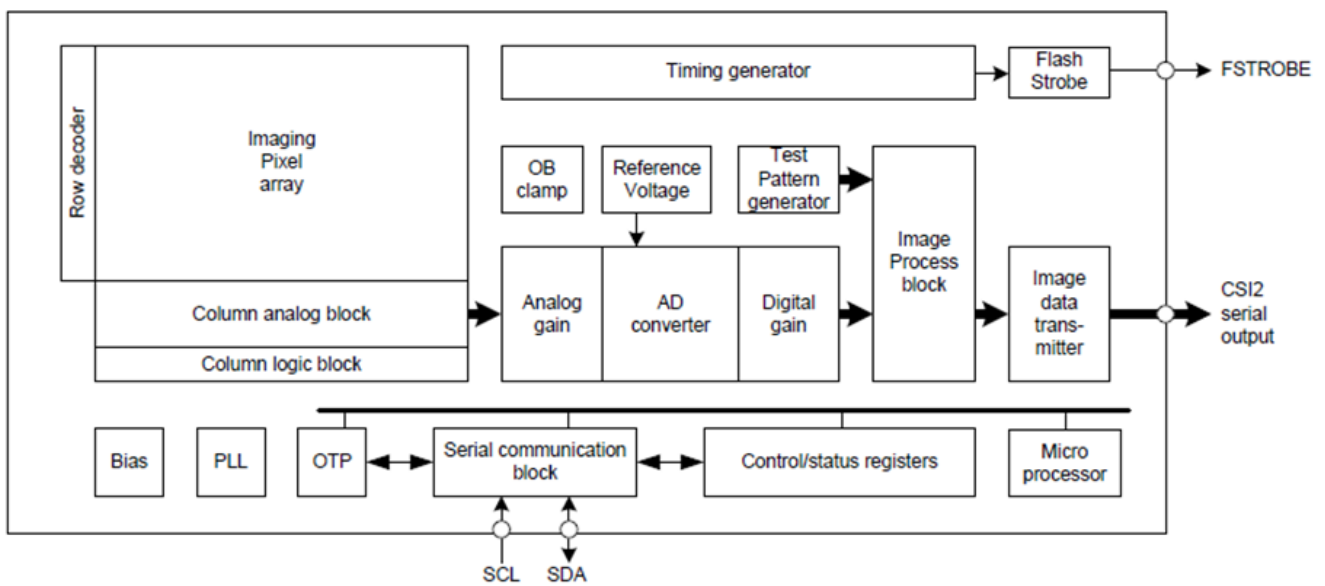 Row decoder
Imaging
Pixel
array
Column analog block
Column logic block
Timing generator
Flash
Strobe
FSTROBE
OB
clamp
Reference
Voltage
Test
Pattern
generator
Analog
gain
AD
converter
Digital
gain
Image
Process
block
Image
data
trans-
mitter
CSI2
serial
output
Bias
PLL
OTP
Serial communication
block
Control/status registers
Micro
processor
SCL
SDA